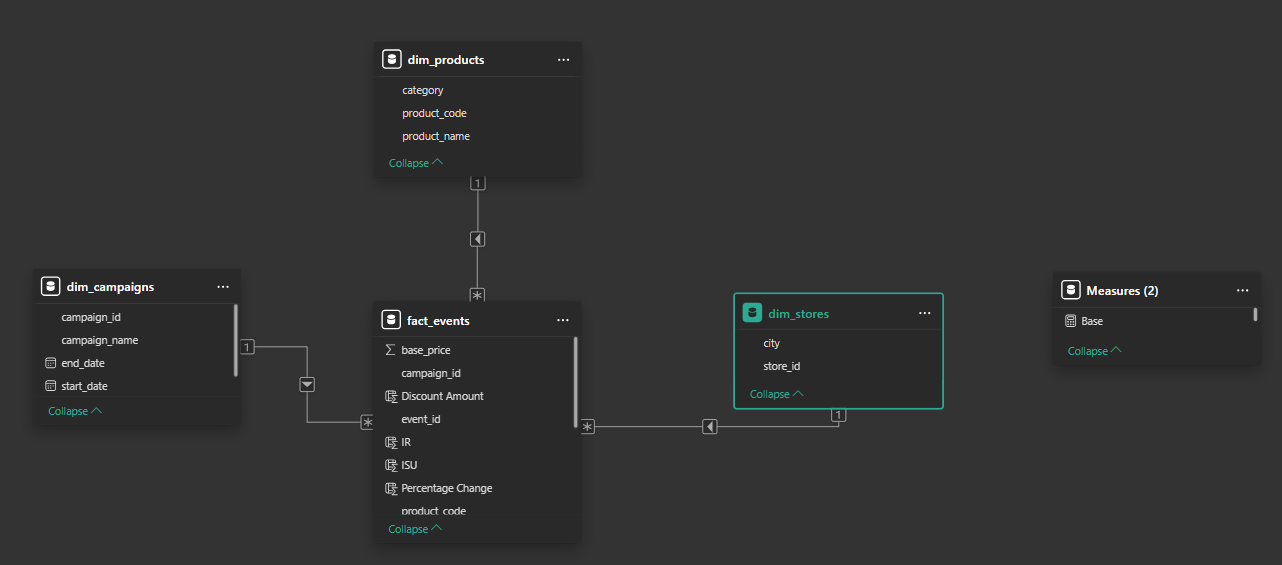 dim_products
category
product_code
product_name
Collapse
1
*
dim_campaigns
campaign_id
campaign_name
end_date
start_date
Collapse
1
*
fact_events
base_price
campaign_id
Discount Amount
event_id
IR
ISU
Percentage Change
product_code
Collapse
*
dim_stores
city
store_id
Collapse
1
Measures (2)
Base
Collapse